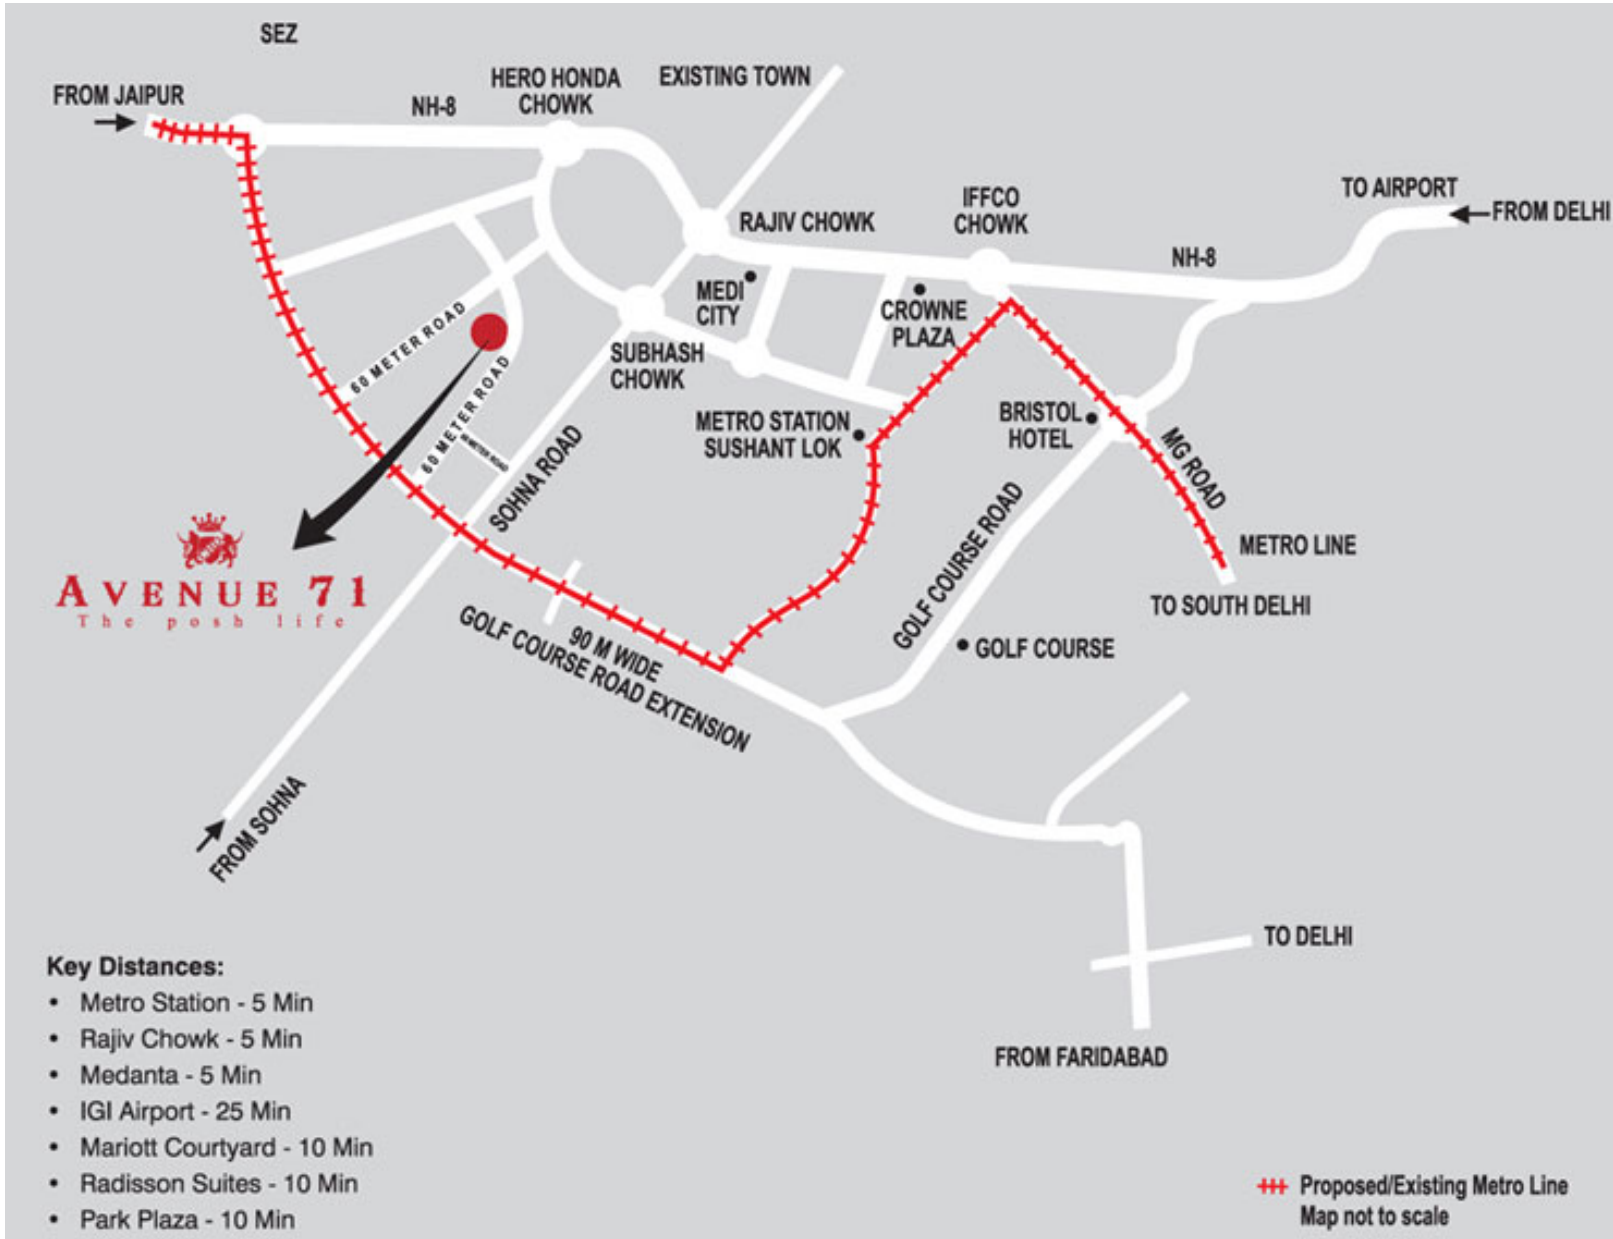 SEZ
FROM JAIPUR
NH-8
HERO HONDA
CHOWK
EXISTING TOWN
RAJIV CHOWK
IFFCO
CHOWK
TO AIRPORT
FROM DELHI
NH-8
MEDI
CITY
CROWNE
PLAZA
60 METER ROAD
SUBHASH
CHOWK
60 METER ROAD
METER ROAD
METRO STATION
SUSHANT LOK
BRISTOL
HOTEL
MG ROAD
SOHNA ROAD
GOLF COURSE ROAD
METRO LINE
TO SOUTH DELHI
AVENUE 71
The posh life
90 M WIDE
GOLF COURSE ROAD EXTENSION
GOLF COURSE
FROM SOHNA
TO DELHI
FROM FARIDABAD
Key Distances:
• Metro Station - 5 Min
• Rajiv Chowk - 5 Min
• Medanta - 5 Min
• IGI Airport - 25 Min
• Mariott Courtyard - 10 Min
• Radisson Suites - 10 Min
• Park Plaza - 10 Min
Proposed/Existing Metro Line
Map not to scale